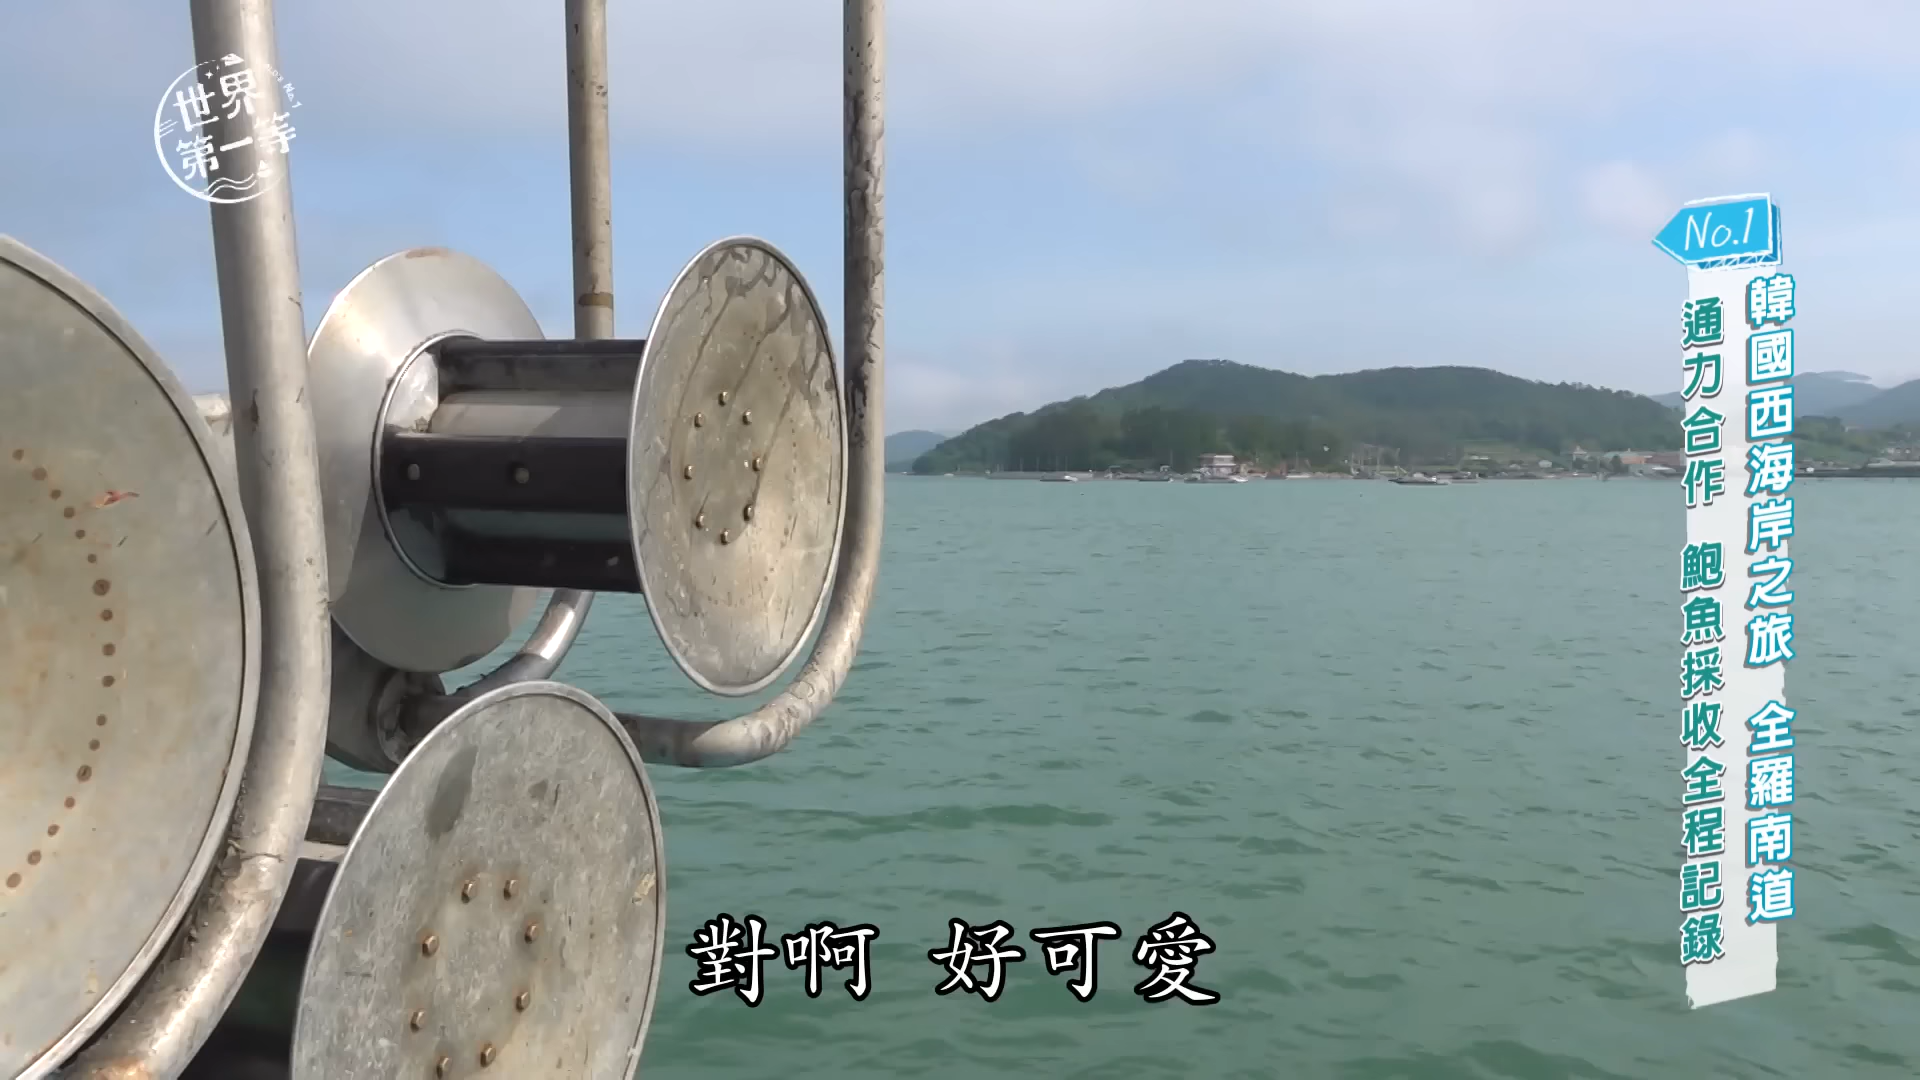 世界
第一等
No.1
韓國西海岸之旅 全羅南道
通力合作 鮑魚採收全程記錄
對啊 好可愛